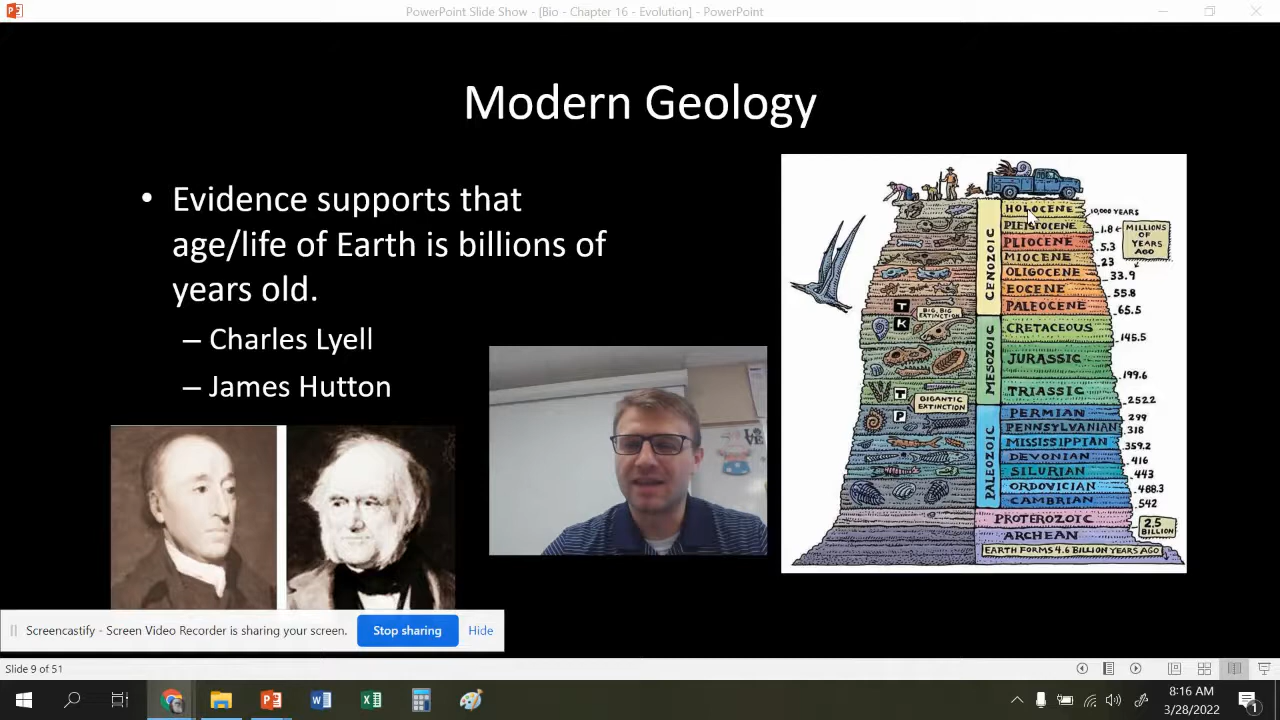 PowerPoint Slide Show - [Bio - Chapter 16 - Evolution] - PowerPoint
Modern Geology
• Evidence supports that
age/life of Earth is billions of
years old.
– Charles Lyell
– James Hutton
HOLOCENE
10,000 YEARS
PLEISTOCENE
1.8
MILLIONS
OF
YEARS
AGO
PLIOCENE
5.3
MIOCENE
23
OLIGOCENE
33.9
EOCENE
55.8
PALEOCENE
65.5
CENOZOIC
T
BIG, BIG
EXTINCTION
K
CRETACEOUS
145.5
JURASSIC
199.6
TRIASSIC
252.2
MESOZOIC
T
GIGANTIC
EXTINCTION
P
PERMIAN
299
PENNSYLVANIAN
318
MISSISSIPPIAN
359.2
DEVONIAN
416
SILURIAN
443
ORDOVICIAN
488.3
CAMBRIAN
542
PALEOZOIC
PROTEROZOIC
2.5
BILLION
ARCHEAN
EARTH FORMS 4.6 BILLION YEARS AGO
Screencastify - Screen Video Recorder is sharing your screen.
Stop sharing
Hide
Slide 9 of 51
8:16 AM
3/28/2022
1